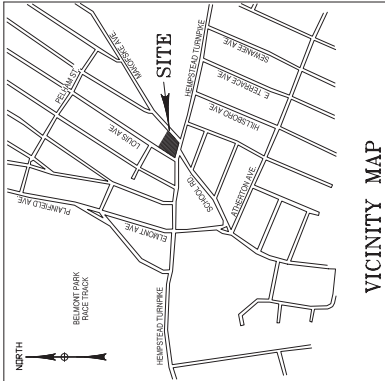 NORTH
BELMONT PARK
RACE TRACK
PLAINFIELD AVE
PELHAM ST
MAKOFSKE AVE
LOUIS AVE
SITE
ELMONT AVE
HEMPSTEAD TURNPIKE
HEMPSTEAD TURNPIKE
SCHOOL RD
ATHERTON AVE
HILLSBORO AVE
E TERRACE AVE
SEWANEE AVE
VICINITY MAP